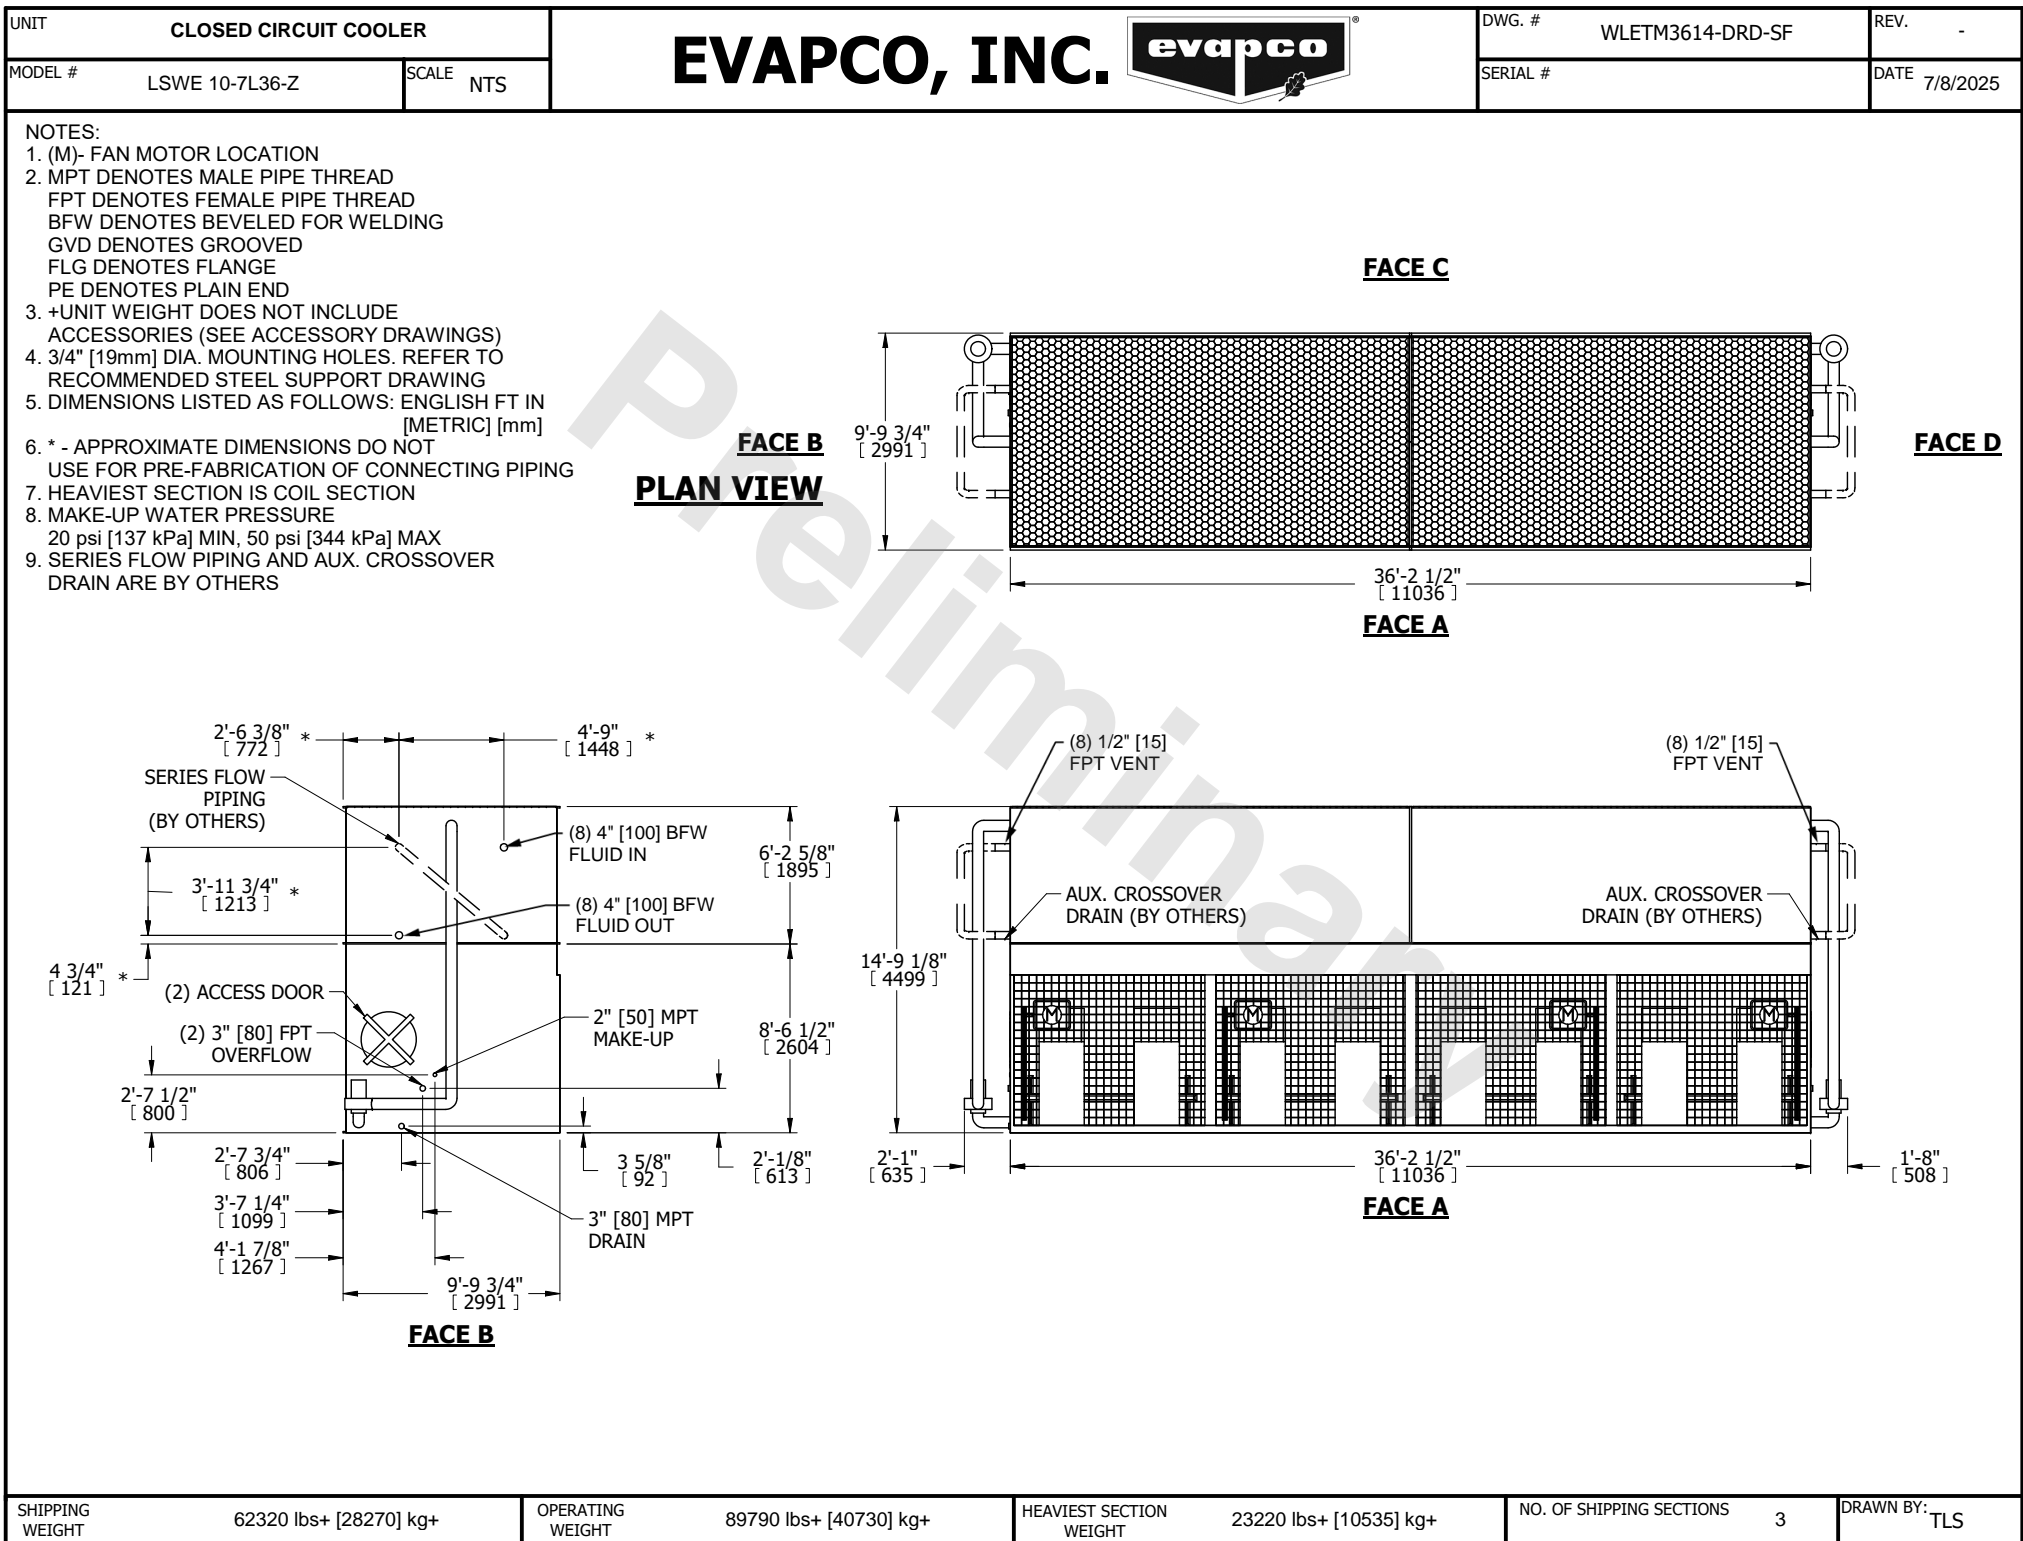 UNIT
CLOSED CIRCUIT COOLER
MODEL #
LSWE 10-7L36-Z
SCALE
NTS
EVAPCO, INC.
evapco
®
DWG. #
WLETM3614-DRD-SF
REV.
-
SERIAL #
DATE
7/8/2025
NOTES:
1. (M)- FAN MOTOR LOCATION
2. MPT DENOTES MALE PIPE THREAD
FPT DENOTES FEMALE PIPE THREAD
BFW DENOTES BEVELED FOR WELDING
GVD DENOTES GROOVED
FLG DENOTES FLANGE
PE DENOTES PLAIN END
3. +UNIT WEIGHT DOES NOT INCLUDE
ACCESSORIES (SEE ACCESSORY DRAWINGS)
4. 3/4" [19mm] DIA. MOUNTING HOLES. REFER TO
RECOMMENDED STEEL SUPPORT DRAWING
5. DIMENSIONS LISTED AS FOLLOWS: ENGLISH FT IN
[METRIC] [mm]
6. * - APPROXIMATE DIMENSIONS DO NOT
USE FOR PRE-FABRICATION OF CONNECTING PIPING
7. HEAVIEST SECTION IS COIL SECTION
8. MAKE-UP WATER PRESSURE
20 psi [137 kPa] MIN, 50 psi [344 kPa] MAX
9. SERIES FLOW PIPING AND AUX. CROSSOVER
DRAIN ARE BY OTHERS
Preliminary
FACE C
FACE B
PLAN VIEW
9'-9 3/4"
[ 2991 ]
FACE D
36'-2 1/2"
[ 11036 ]
FACE A
2'-6 3/8" *
[ 772 ]
4'-9" *
[ 1448 ]
SERIES FLOW
PIPING
(BY OTHERS)
(8) 4" [100] BFW
FLUID IN
6'-2 5/8"
[ 1895 ]
3'-11 3/4" *
[ 1213 ]
(8) 4" [100] BFW
FLUID OUT
4 3/4" *
[ 121 ]
(2) ACCESS DOOR
(2) 3" [80] FPT
OVERFLOW
2" [50] MPT
MAKE-UP
8'-6 1/2"
[ 2604 ]
2'-7 1/2"
[ 800 ]
2'-7 3/4"
[ 806 ]
3 5/8"
[ 92 ]
2'-1/8"
[ 613 ]
3'-7 1/4"
[ 1099 ]
3" [80] MPT
DRAIN
4'-1 7/8"
[ 1267 ]
9'-9 3/4"
[ 2991 ]
FACE B
(8) 1/2" [15]
FPT VENT
(8) 1/2" [15]
FPT VENT
AUX. CROSSOVER
DRAIN (BY OTHERS)
AUX. CROSSOVER
DRAIN (BY OTHERS)
14'-9 1/8"
[ 4499 ]
M M M M
2'-1"
[ 635 ]
36'-2 1/2"
[ 11036 ]
1'-8"
[ 508 ]
FACE A
SHIPPING
WEIGHT
62320 lbs+ [28270] kg+
OPERATING
WEIGHT
89790 lbs+ [40730] kg+
HEAVIEST SECTION
WEIGHT
23220 lbs+ [10535] kg+
NO. OF SHIPPING SECTIONS
3
DRAWN BY:
TLS